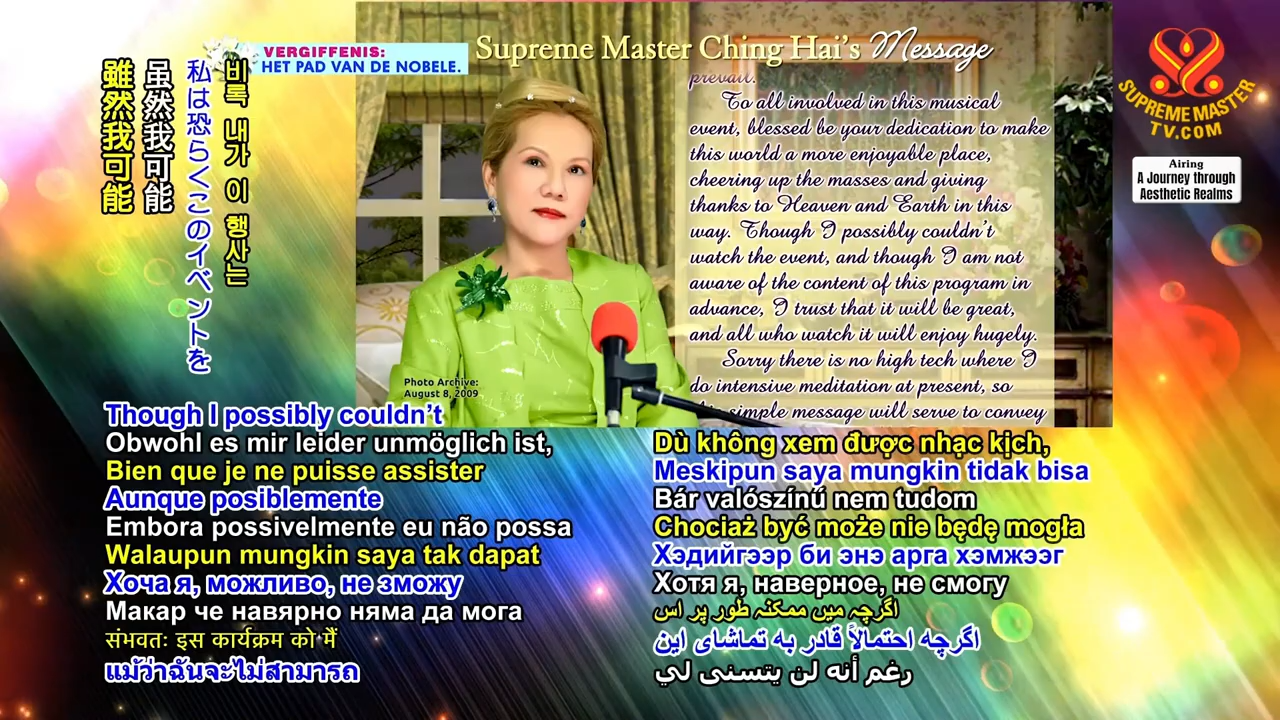 VERGIFFENIS:
HET PAD VAN DE NOBELE.
Supreme Master Ching Hai's Message
SUPREME MASTER
TV.COM
Airing
A Journey through
Aesthetic Realms
雖然我可能
虽然我可能
私は恐らくこのイベントを
비록 내가 이 행사는
prevail.
To all involved in this musical
event, blessed be your dedication to make
this world a more enjoyable place,
cheering up the masses and giving
thanks to Heaven and Earth in this
way. Though I possibly couldn't
watch the event, and though I am not
aware of the content of this program in
advance, I trust that it will be great,
and all who watch it will enjoy hugely.
Sorry there is no high tech where I
do intensive meditation at present, so
this simple message will serve to convey
Photo Archive:
August 8, 2009
Though I possibly couldn't
Obwohl es mir leider unmöglich ist,
Bien que je ne puisse assister
Aunque posiblemente
Embora possivelmente eu não possa
Walaupun mungkin saya tak dapat
Хоча я, можливо, не зможу
Макар че навярно няма да мога
संभवतः इस कार्यक्रम को मैं
แม้ว่าฉันจะไม่สามารถ
Dù không xem được nhạc kịch,
Meskipun saya mungkin tidak bisa
Bár valószínű nem tudom
Chociaż być może nie będę mogła
Хэдийгээр би энэ арга хэмжээг
Хотя я, наверное, не смогу
اگرچہ میں ممکنہ طور پر اس
اگرچه احتمالاً قادر به تماشای این
رغم أنه لن يتسنى لي